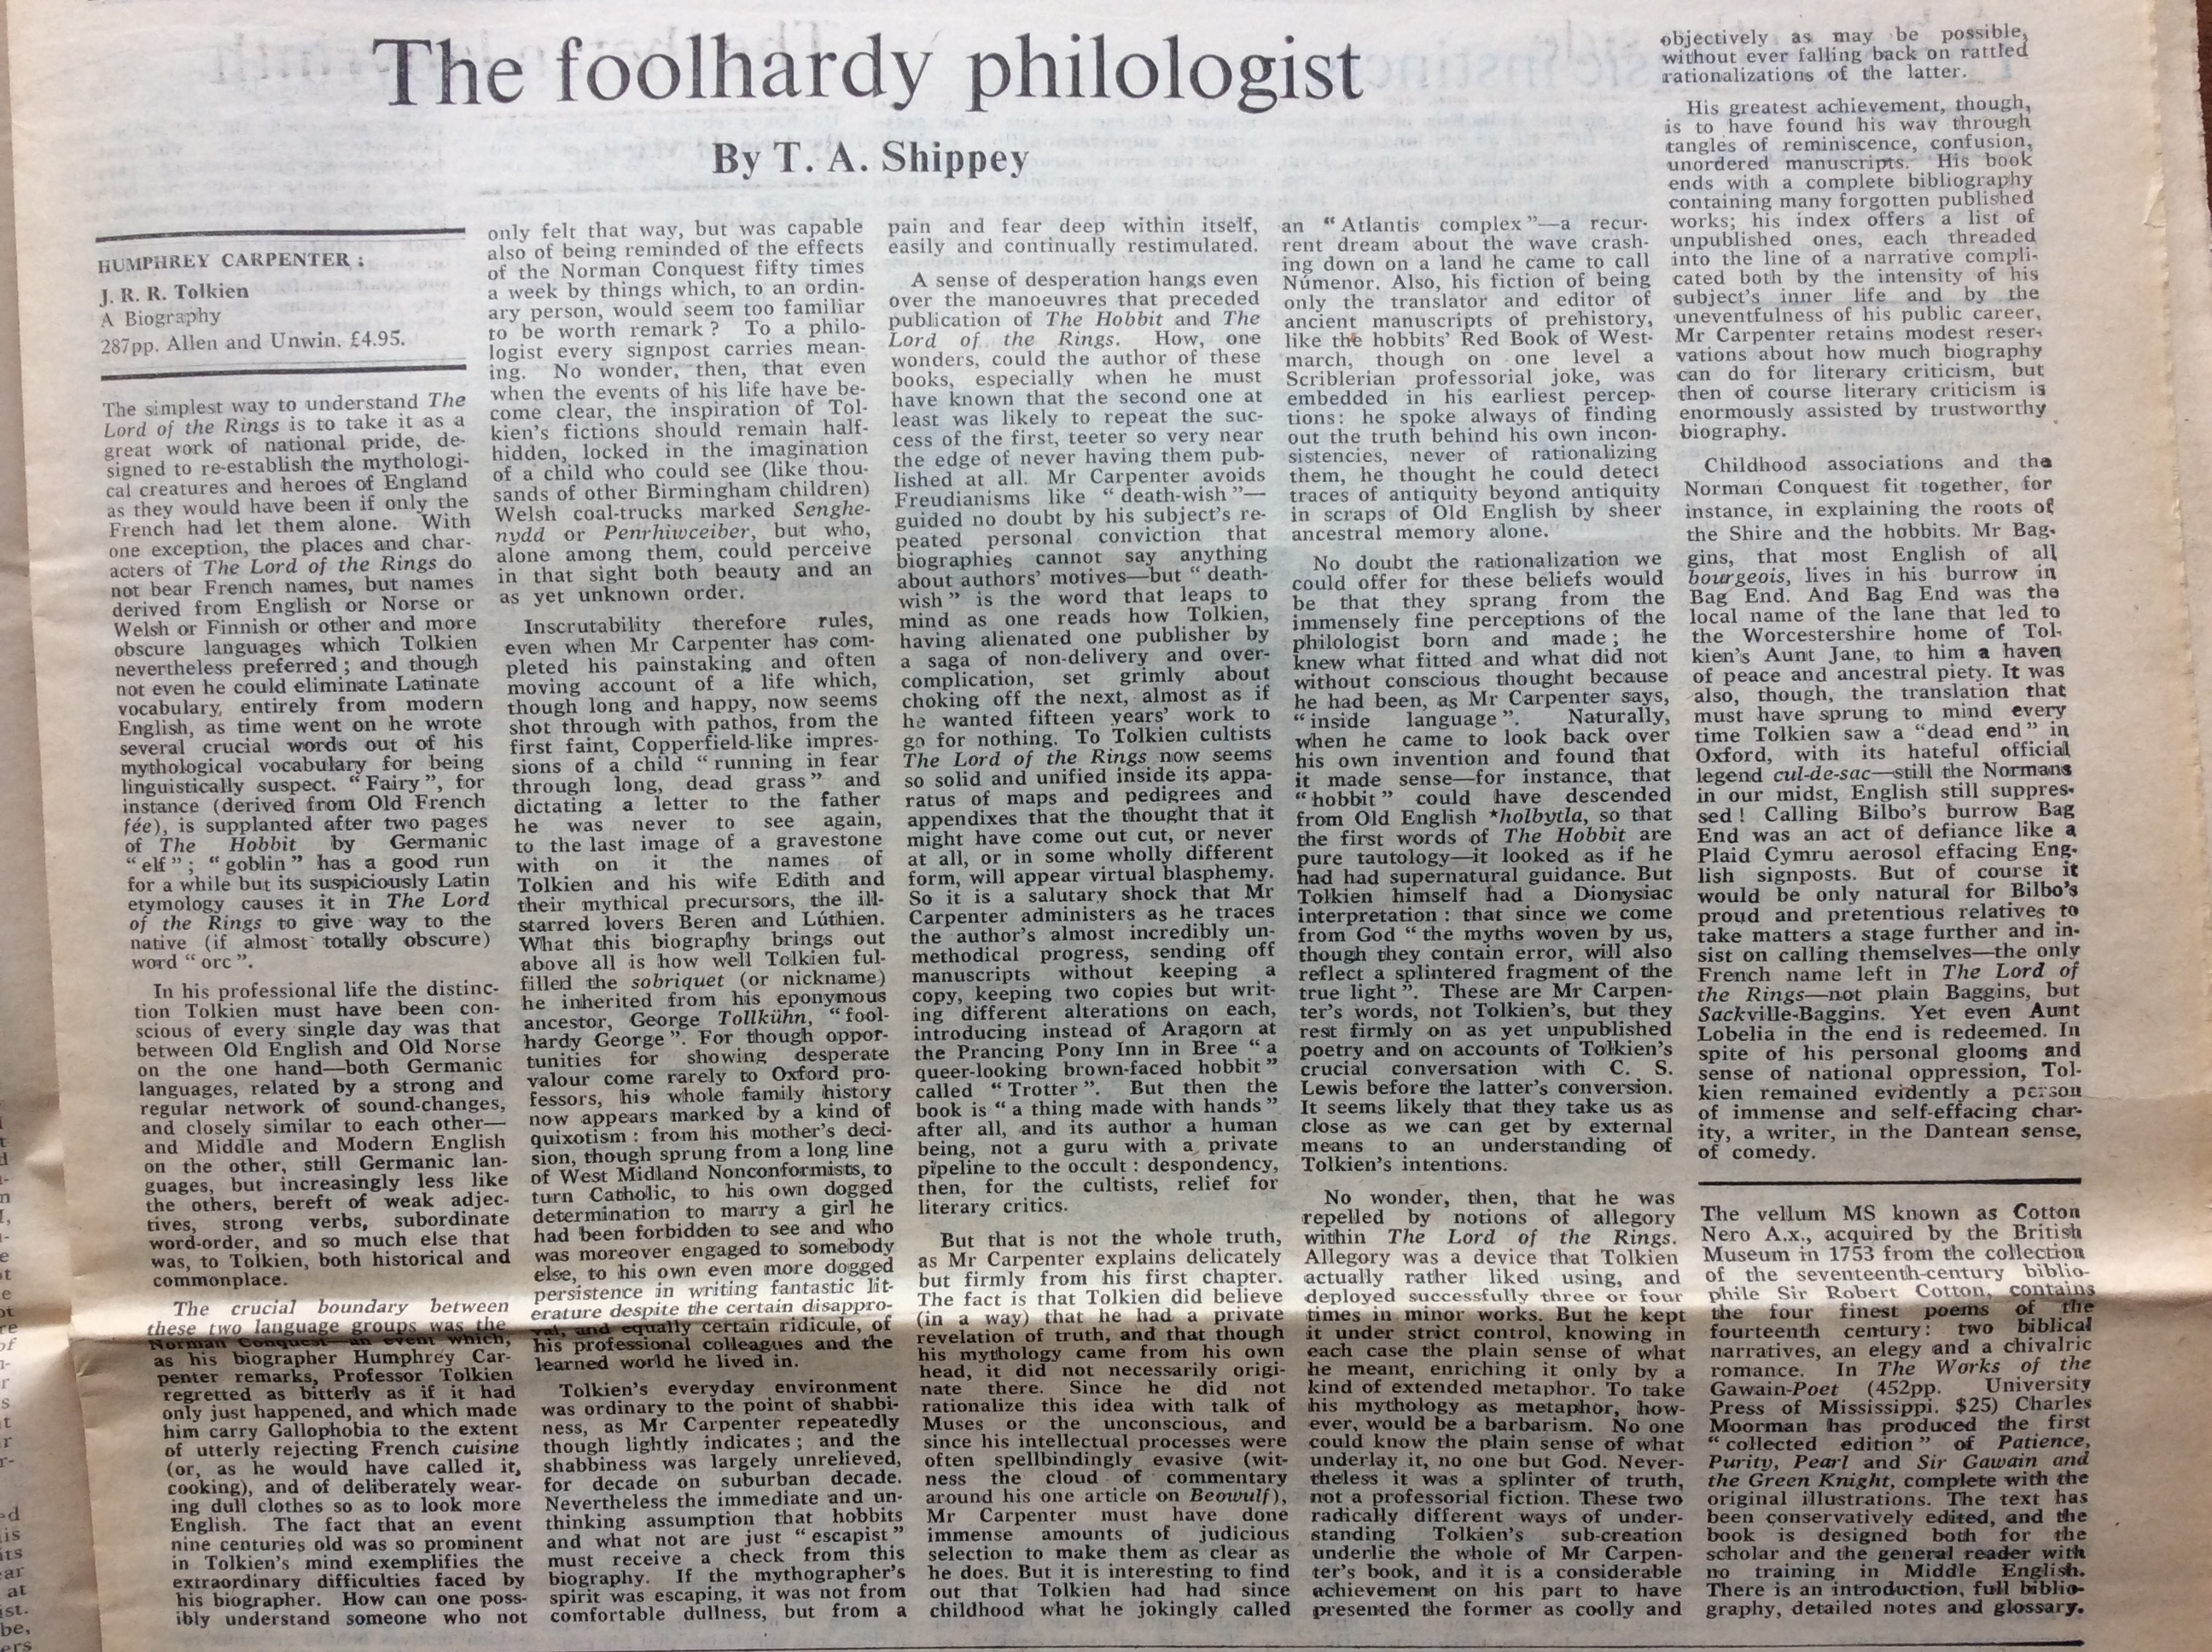 The foolhardy philologist
By T. A. Shippey
HUMPHREY CARPENTER :
J. R. R. Tolkien
A Biography
287pp. Allen and Unwin. £4.95.
The simplest way to understand The
Lord of the Rings is to take it as a
great work of national pride, de-
signed to re-establish the mythologi-
cal creatures and heroes of England
as they would have been if only the
French had let them alone. With
one exception, the places and char-
acters of The Lord of the Rings do
not bear French names, but names
derived from English or Norse or
Welsh or Finnish or other and more
obscure languages which Tolkien
nevertheless preferred ; and though
not even he could eliminate Latinate
vocabulary, entirely from modern
English, as time went on he wrote
several crucial words out of his
mythological vocabulary for being
linguistically suspect. “Fairy”, for
instance (derived from Old French
fée), is supplanted after two pages
of The Hobbit by Germanic
“elf” ; “goblin” has a good run
for a while but its suspiciously Latin
etymology causes it in The Lord
of the Rings to give way to the
native (if almost totally obscure)
word “orc”.
In his professional life the distinc-
tion Tolkien must have been con-
scious of every single day was that
between Old English and Old Norse
on the one hand—both Germanic
languages, related by a strong and
regular network of sound-changes,
and closely similar to each other—
and Middle and Modern English
on the other, still Germanic lan-
guages, but increasingly less like
the others, bereft of weak adjec-
tives, strong verbs, subordinate
word-order, and so much else that
was, to Tolkien, both historical and
commonplace.
The crucial boundary between
these two language groups was the
Norman Conquest—an event which,
as his biographer Humphrey Car-
penter remarks, Professor Tolkien
regretted as bitterly as if it had
only just happened, and which made
him carry Gallophobia to the extent
of utterly rejecting French cuisine
(or, as he would have called it,
cooking), and of deliberately wear-
ing dull clothes so as to look more
English. The fact that an event
nine centuries old was so prominent
in Tolkien's mind exemplifies the
extraordinary difficulties faced by
his biographer. How can one poss-
ibly understand someone who not
only felt that way, but was capable
also of being reminded of the effects
of the Norman Conquest fifty times
a week by things which, to an ordin-
ary person, would seem too familiar
to be worth remark ? To a philo-
logist every signpost carries mean-
ing. No wonder, then, that even
when the events of his life have be-
come clear, the inspiration of Tol-
kien's fictions should remain half-
hidden, locked in the imagination
of a child who could see (like thou-
sands of other Birmingham children)
Welsh coal-trucks marked Senghe-
nydd or Penrhiwceiber, but who,
alone among them, could perceive
in that sight both beauty and an
as yet unknown order.
Inscrutability therefore rules,
even when Mr Carpenter has com-
pleted his painstaking and often
moving account of a life which,
though long and happy, now seems
shot through with pathos, from the
first faint, Copperfield-like impres-
sions of a child “running in fear
through long, dead grass” and
dictating a letter to the father
he was never to see again,
to the last image of a gravestone
with on it the names of
Tolkien and his wife Edith and
their mythical precursors, the ill-
starred lovers Beren and Lúthien.
What this biography brings out
above all is how well Tolkien ful-
filled the sobriquet (or nickname)
he inherited from his eponymous
ancestor, George Tollkühn, “fool-
hardy George”. For though oppor-
tunities for showing desperate
valour come rarely to Oxford pro-
fessors, his whole family history
now appears marked by a kind of
quixotism : from his mother's deci-
sion, though sprung from a long line
of West Midland Nonconformists, to
turn Catholic, to his own dogged
determination to marry a girl he
had been forbidden to see and who
was moreover engaged to somebody
else, to his own even more dogged
persistence in writing fantastic lit-
erature despite the certain disappro-
val, and equally certain ridicule, of
his professional colleagues and the
learned world he lived in.
Tolkien's everyday environment
was ordinary to the point of shabbi-
ness, as Mr Carpenter repeatedly
though lightly indicates ; and the
shabbiness was largely unrelieved,
for decade on suburban decade.
Nevertheless the immediate and un-
thinking assumption that hobbits
and what not are just “escapist”
must receive a check from this
biography. If the mythographer's
spirit was escaping, it was not from
comfortable dullness, but from a
pain and fear deep within itself,
easily and continually restimulated.
A sense of desperation hangs even
over the manoeuvres that preceded
publication of The Hobbit and The
Lord of the Rings. How, one
wonders, could the author of these
books, especially when he must
have known that the second one at
least was likely to repeat the suc-
cess of the first, teeter so very near
the edge of never having them pub-
lished at all. Mr Carpenter avoids
Freudianisms like “death-wish”—
guided no doubt by his subject's re-
peated personal conviction that
biographies cannot say anything
about authors' motives—but “death-
wish” is the word that leaps to
mind as one reads how Tolkien,
having alienated one publisher by
a saga of non-delivery and over-
complication, set grimly about
choking off the next, almost as if
he wanted fifteen years' work to
go for nothing. To Tolkien cultists
The Lord of the Rings now seems
so solid and unified inside its appa-
ratus of maps and pedigrees and
appendixes that the thought that it
might have come out cut, or never
at all, or in some wholly different
form, will appear virtual blasphemy.
So it is a salutary shock that Mr
Carpenter administers as he traces
the author's almost incredibly un-
methodical progress, sending off
manuscripts without keeping a
copy, keeping two copies but writ-
ing different alterations on each,
introducing instead of Aragorn at
the Prancing Pony Inn in Bree “a
queer-looking brown-faced hobbit”
called “Trotter”. But then the
book is “a thing made with hands”
after all, and its author a human
being, not a guru with a private
pipeline to the occult : despondency,
then, for the cultists, relief for
literary critics.
But that is not the whole truth,
as Mr Carpenter explains delicately
but firmly from his first chapter.
The fact is that Tolkien did believe
(in a way) that he had a private
revelation of truth, and that though
his mythology came from his own
head, it did not necessarily origi-
nate there. Since he did not
rationalize this idea with talk of
Muses or the unconscious, and
since his intellectual processes were
often spellbindingly evasive (wit-
ness the cloud of commentary
around his one article on Beowulf),
Mr Carpenter must have done
immense amounts of judicious
selection to make them as clear as
he does. But it is interesting to find
out that Tolkien had had since
childhood what he jokingly called
an “Atlantis complex”—a recur-
rent dream about the wave crash-
ing down on a land he came to call
Númenor. Also, his fiction of being
only the translator and editor of
ancient manuscripts of prehistory,
like the hobbits' Red Book of West-
march, though on one level a
Scriblerian professorial joke, was
embedded in his earliest percep-
tions : he spoke always of finding
out the truth behind his own incon-
sistencies, never of rationalizing
them, he thought he could detect
traces of antiquity beyond antiquity
in scraps of Old English by sheer
ancestral memory alone.
No doubt the rationalization we
could offer for these beliefs would
be that they sprang from the
immensely fine perceptions of the
philologist born and made ; he
knew what fitted and what did not
without conscious thought because
he had been, as Mr Carpenter says,
“inside language”. Naturally,
when he came to look back over
his own invention and found that
it made sense—for instance, that
“hobbit” could have descended
from Old English *holbytla, so that
the first words of The Hobbit are
pure tautology—it looked as if he
had had supernatural guidance. But
Tolkien himself had a Dionysiac
interpretation : that since we come
from God “the myths woven by us,
though they contain error, will also
reflect a splintered fragment of the
true light”. These are Mr Carpen-
ter's words, not Tolkien's, but they
rest firmly on as yet unpublished
poetry and on accounts of Tolkien's
crucial conversation with C. S.
Lewis before the latter's conversion.
It seems likely that they take us as
close as we can get by external
means to an understanding of
Tolkien's intentions.
No wonder, then, that he was
repelled by notions of allegory
within The Lord of the Rings.
Allegory was a device that Tolkien
actually rather liked using, and
deployed successfully three or four
times in minor works. But he kept
it under strict control, knowing in
each case the plain sense of what
he meant, enriching it only by a
kind of extended metaphor. To take
his mythology as metaphor, how-
ever, would be a barbarism. No one
could know the plain sense of what
underlay it, no one but God. Never-
theless it was a splinter of truth,
not a professorial fiction. These two
radically different ways of under-
standing Tolkien's sub-creation
underlie the whole of Mr Carpen-
ter's book, and it is a considerable
achievement on his part to have
presented the former as coolly and
objectively as may be possible,
without ever falling back on rattled
rationalizations of the latter.
His greatest achievement, though,
is to have found his way through
tangles of reminiscence, confusion,
unordered manuscripts. His book
ends with a complete bibliography
containing many forgotten published
works; his index offers a list of
unpublished ones, each threaded
into the line of a narrative compli-
cated both by the intensity of his
subject's inner life and by the
uneventfulness of his public career.
Mr Carpenter retains modest reser-
vations about how much biography
can do for literary criticism, but
then of course literary criticism is
enormously assisted by trustworthy
biography.
Childhood associations and the
Norman Conquest fit together, for
instance, in explaining the roots of
the Shire and the hobbits. Mr Bag-
gins, that most English of all
bourgeois, lives in his burrow in
Bag End. And Bag End was the
local name of the lane that led to
the Worcestershire home of Tol-
kien's Aunt Jane, to him a haven
of peace and ancestral piety. It was
also, though, the translation that
must have sprung to mind every
time Tolkien saw a “dead end” in
Oxford, with its hateful official
legend cul-de-sac—still the Normans
in our midst, English still suppres-
sed ! Calling Bilbo's burrow Bag
End was an act of defiance like a
Plaid Cymru aerosol effacing Eng-
lish signposts. But of course it
would be only natural for Bilbo's
proud and pretentious relatives to
take matters a stage further and in-
sist on calling themselves—the only
French name left in The Lord of
the Rings—not plain Baggins, but
Sackville-Baggins. Yet even Aunt
Lobelia in the end is redeemed. In
spite of his personal glooms and
sense of national oppression, Tol-
kien remained evidently a person
of immense and self-effacing char-
ity, a writer, in the Dantean sense,
of comedy.
The vellum MS known as Cotton
Nero A.x., acquired by the British
Museum in 1753 from the collection
of the seventeenth-century biblio-
phile Sir Robert Cotton, contains
the four finest poems of the
fourteenth century: two biblical
narratives, an elegy and a chivalric
romance. In The Works of the
Gawain-Poet (452pp. University
Press of Mississippi. $25) Charles
Moorman has produced the first
“collected edition” of Patience,
Purity, Pearl and Sir Gawain and
the Green Knight, complete with the
original illustrations. The text has
been conservatively edited, and the
book is designed both for the
scholar and the general reader with
no training in Middle English.
There is an introduction, full biblio-
graphy, detailed notes and glossary.